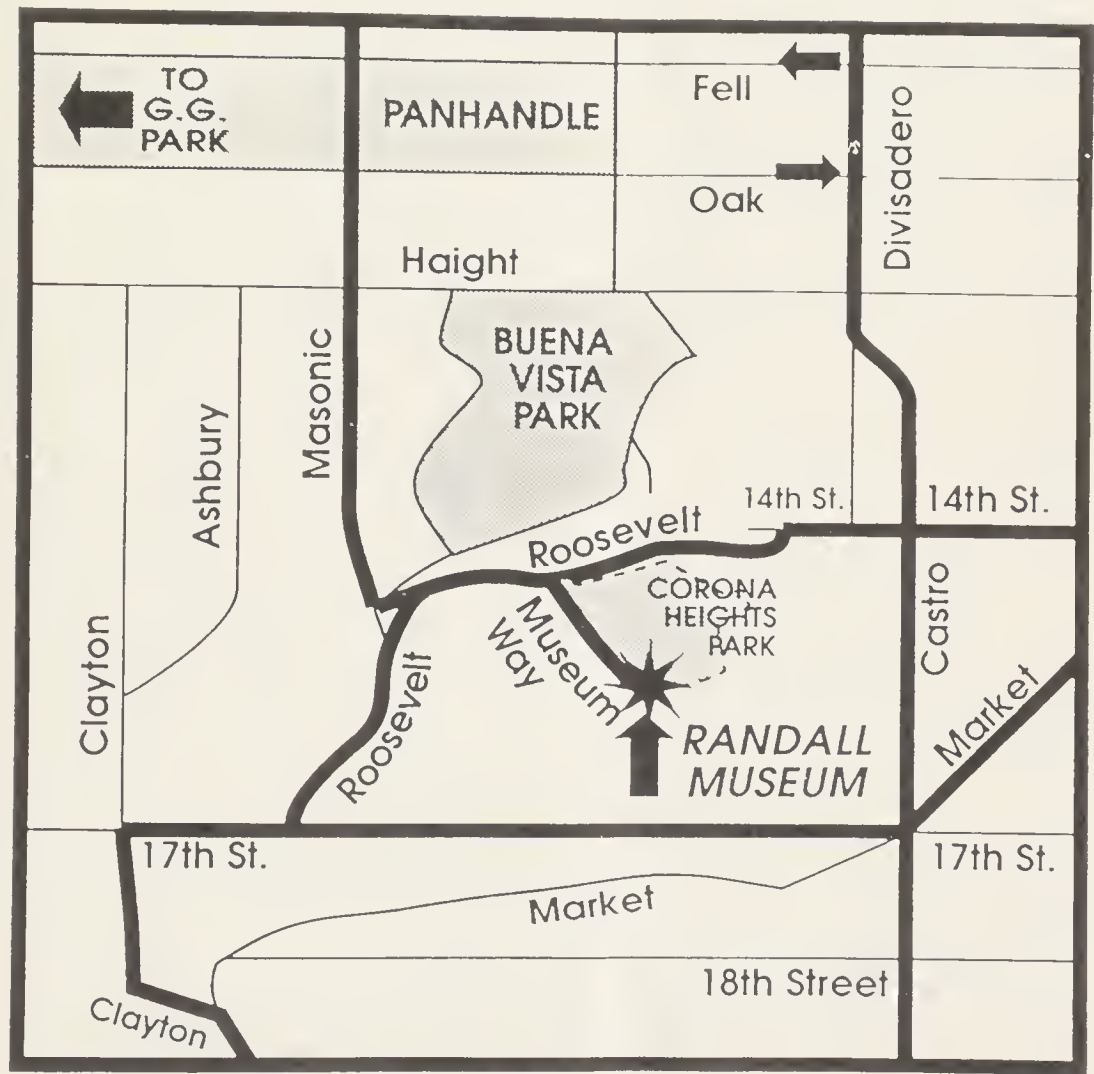 TO
G.G.
PARK
PANHANDLE
Fell
Oak
Divisadero
Haight
Masonic
Ashbury
Clayton
BUENA
VISTA
PARK
14th St.
14th St.
Roosevelt
CORONA
HEIGHTS
PARK
Museum
Way
Roosevelt
Castro
Market
RANDALL
MUSEUM
17th St.
17th St.
Market
18th Street
Clayton